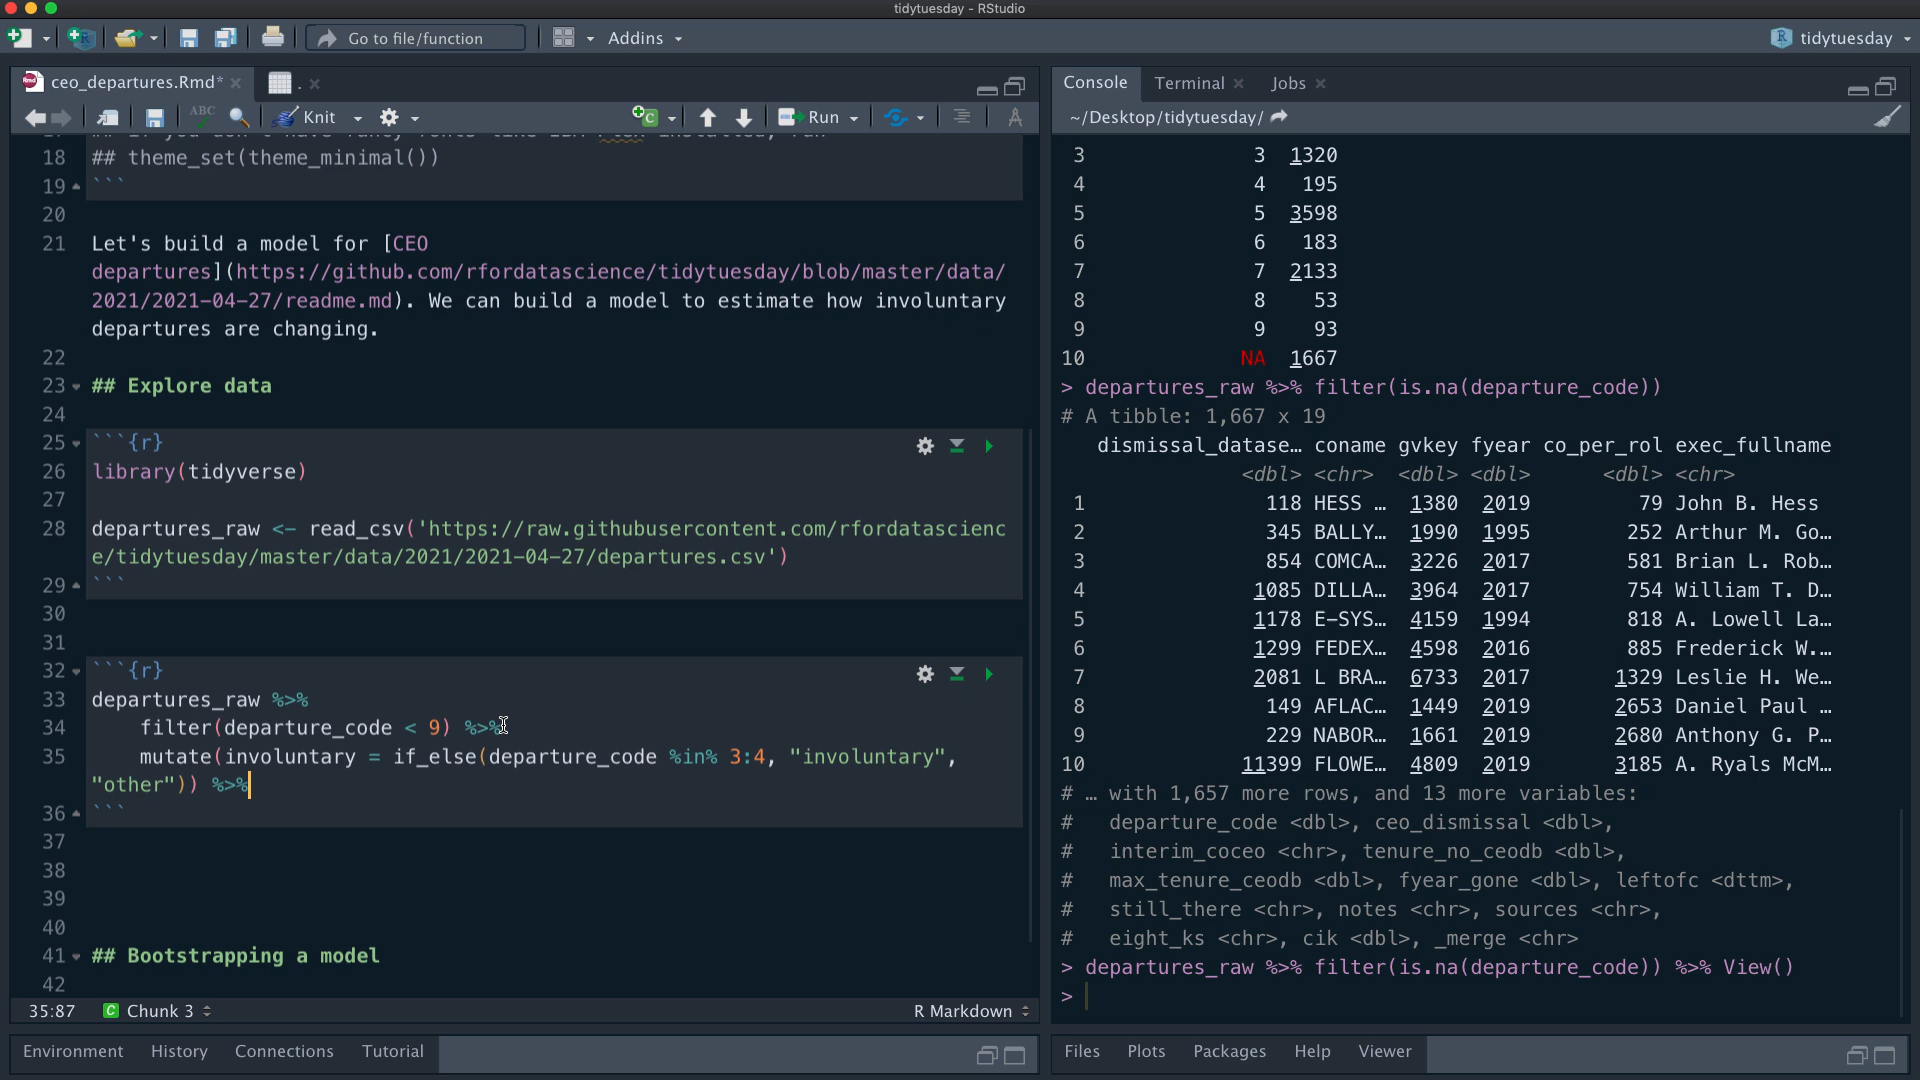 tidytuesday - RStudio
Go to file/function
Addins
tidytuesday
ceo_departures.Rmd*
.
ABC
Knit
Run
18 ## theme_set(theme_minimal())
19 ```
20
21 Let's build a model for [CEO
departures](https://github.com/rfordatascience/tidytuesday/blob/master/data/
2021/2021-04-27/readme.md). We can build a model to estimate how involuntary
departures are changing.
22
23 ## Explore data
24
25 ```{r}
26 library(tidyverse)
27
28 departures_raw <- read_csv('https://raw.githubusercontent.com/rfordatascienc
e/tidytuesday/master/data/2021/2021-04-27/departures.csv')
29 ```
30
31
32 ```{r}
33 departures_raw %>%
34 filter(departure_code < 9) %>%
35 mutate(involuntary = if_else(departure_code %in% 3:4, "involuntary",
"other")) %>%
36 ```
37
38
39
40
41 ## Bootstrapping a model
42
35:87 C Chunk 3 R Markdown
Environment History Connections Tutorial
Console Terminal Jobs
~/Desktop/tidytuesday/
3 3 1320
4 4 195
5 5 3598
6 6 183
7 7 2133
8 8 53
9 9 93
10 NA 1667
> departures_raw %>% filter(is.na(departure_code))
# A tibble: 1,667 x 19
dismissal_datase… coname gvkey fyear co_per_rol exec_fullname
<dbl> <chr> <dbl> <dbl> <dbl> <chr>
1 118 HESS … 1380 2019 79 John B. Hess
2 345 BALLY… 1990 1995 252 Arthur M. Go…
3 854 COMCA… 3226 2017 581 Brian L. Rob…
4 1085 DILLA… 3964 2017 754 William T. D…
5 1178 E-SYS… 4159 1994 818 A. Lowell La…
6 1299 FEDEX… 4598 2016 885 Frederick W.…
7 2081 L BRA… 6733 2017 1329 Leslie H. We…
8 149 AFLAC… 1449 2019 2653 Daniel Paul …
9 229 NABOR… 1661 2019 2680 Anthony G. P…
10 11399 FLOWE… 4809 2019 3185 A. Ryals McM…
# … with 1,657 more rows, and 13 more variables:
# departure_code <dbl>, ceo_dismissal <dbl>,
# interim_coceo <chr>, tenure_no_ceodb <dbl>,
# max_tenure_ceodb <dbl>, fyear_gone <dbl>, leftofc <dttm>,
# still_there <chr>, notes <chr>, sources <chr>,
# eight_ks <chr>, cik <dbl>, _merge <chr>
> departures_raw %>% filter(is.na(departure_code)) %>% View()
>
Files Plots Packages Help Viewer